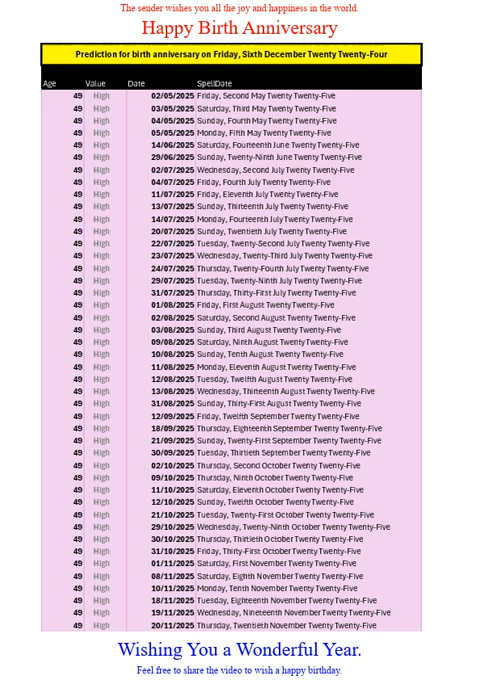 The sender wishes you all the joy and happiness in the world.
Happy Birth Anniversary
Prediction for birth anniversary on Friday, Sixth December Twenty Twenty-Four
Age Value Date SpellDate
49 High 02/05/2025 Friday, Second May Twenty Twenty-Five
49 High 03/05/2025 Saturday, Third May Twenty Twenty-Five
49 High 04/05/2025 Sunday, Fourth May Twenty Twenty-Five
49 High 05/05/2025 Monday, Fifth May Twenty Twenty-Five
49 High 14/06/2025 Saturday, Fourteenth June Twenty Twenty-Five
49 High 29/06/2025 Sunday, Twenty-Ninth June Twenty Twenty-Five
49 High 02/07/2025 Wednesday, Second July Twenty Twenty-Five
49 High 04/07/2025 Friday, Fourth July Twenty Twenty-Five
49 High 11/07/2025 Friday, Eleventh July Twenty Twenty-Five
49 High 13/07/2025 Sunday, Thirteenth July Twenty Twenty-Five
49 High 14/07/2025 Monday, Fourteenth July Twenty Twenty-Five
49 High 20/07/2025 Sunday, Twentieth July Twenty Twenty-Five
49 High 22/07/2025 Tuesday, Twenty-Second July Twenty Twenty-Five
49 High 23/07/2025 Wednesday, Twenty-Third July Twenty Twenty-Five
49 High 24/07/2025 Thursday, Twenty-Fourth July Twenty Twenty-Five
49 High 29/07/2025 Tuesday, Twenty-Ninth July Twenty Twenty-Five
49 High 31/07/2025 Thursday, Thirty-First July Twenty Twenty-Five
49 High 01/08/2025 Friday, First August Twenty Twenty-Five
49 High 02/08/2025 Saturday, Second August Twenty Twenty-Five
49 High 03/08/2025 Sunday, Third August Twenty Twenty-Five
49 High 09/08/2025 Saturday, Ninth August Twenty Twenty-Five
49 High 10/08/2025 Sunday, Tenth August Twenty Twenty-Five
49 High 11/08/2025 Monday, Eleventh August Twenty Twenty-Five
49 High 12/08/2025 Tuesday, Twelfth August Twenty Twenty-Five
49 High 13/08/2025 Wednesday, Thirteenth August Twenty Twenty-Five
49 High 31/08/2025 Sunday, Thirty-First August Twenty Twenty-Five
49 High 12/09/2025 Friday, Twelfth September Twenty Twenty-Five
49 High 18/09/2025 Thursday, Eighteenth September Twenty Twenty-Five
49 High 21/09/2025 Sunday, Twenty-First September Twenty Twenty-Five
49 High 30/09/2025 Tuesday, Thirtieth September Twenty Twenty-Five
49 High 02/10/2025 Thursday, Second October Twenty Twenty-Five
49 High 09/10/2025 Thursday, Ninth October Twenty Twenty-Five
49 High 11/10/2025 Saturday, Eleventh October Twenty Twenty-Five
49 High 12/10/2025 Sunday, Twelfth October Twenty Twenty-Five
49 High 21/10/2025 Tuesday, Twenty-First October Twenty Twenty-Five
49 High 29/10/2025 Wednesday, Twenty-Ninth October Twenty Twenty-Five
49 High 30/10/2025 Thursday, Thirtieth October Twenty Twenty-Five
49 High 31/10/2025 Friday, Thirty-First October Twenty Twenty-Five
49 High 01/11/2025 Saturday, First November Twenty Twenty-Five
49 High 08/11/2025 Saturday, Eighth November Twenty Twenty-Five
49 High 10/11/2025 Monday, Tenth November Twenty Twenty-Five
49 High 18/11/2025 Tuesday, Eighteenth November Twenty Twenty-Five
49 High 19/11/2025 Wednesday, Nineteenth November Twenty Twenty-Five
49 High 20/11/2025 Thursday, Twentieth November Twenty Twenty-Five
Wishing You a Wonderful Year.
Feel free to share the video to wish a happy birthday.